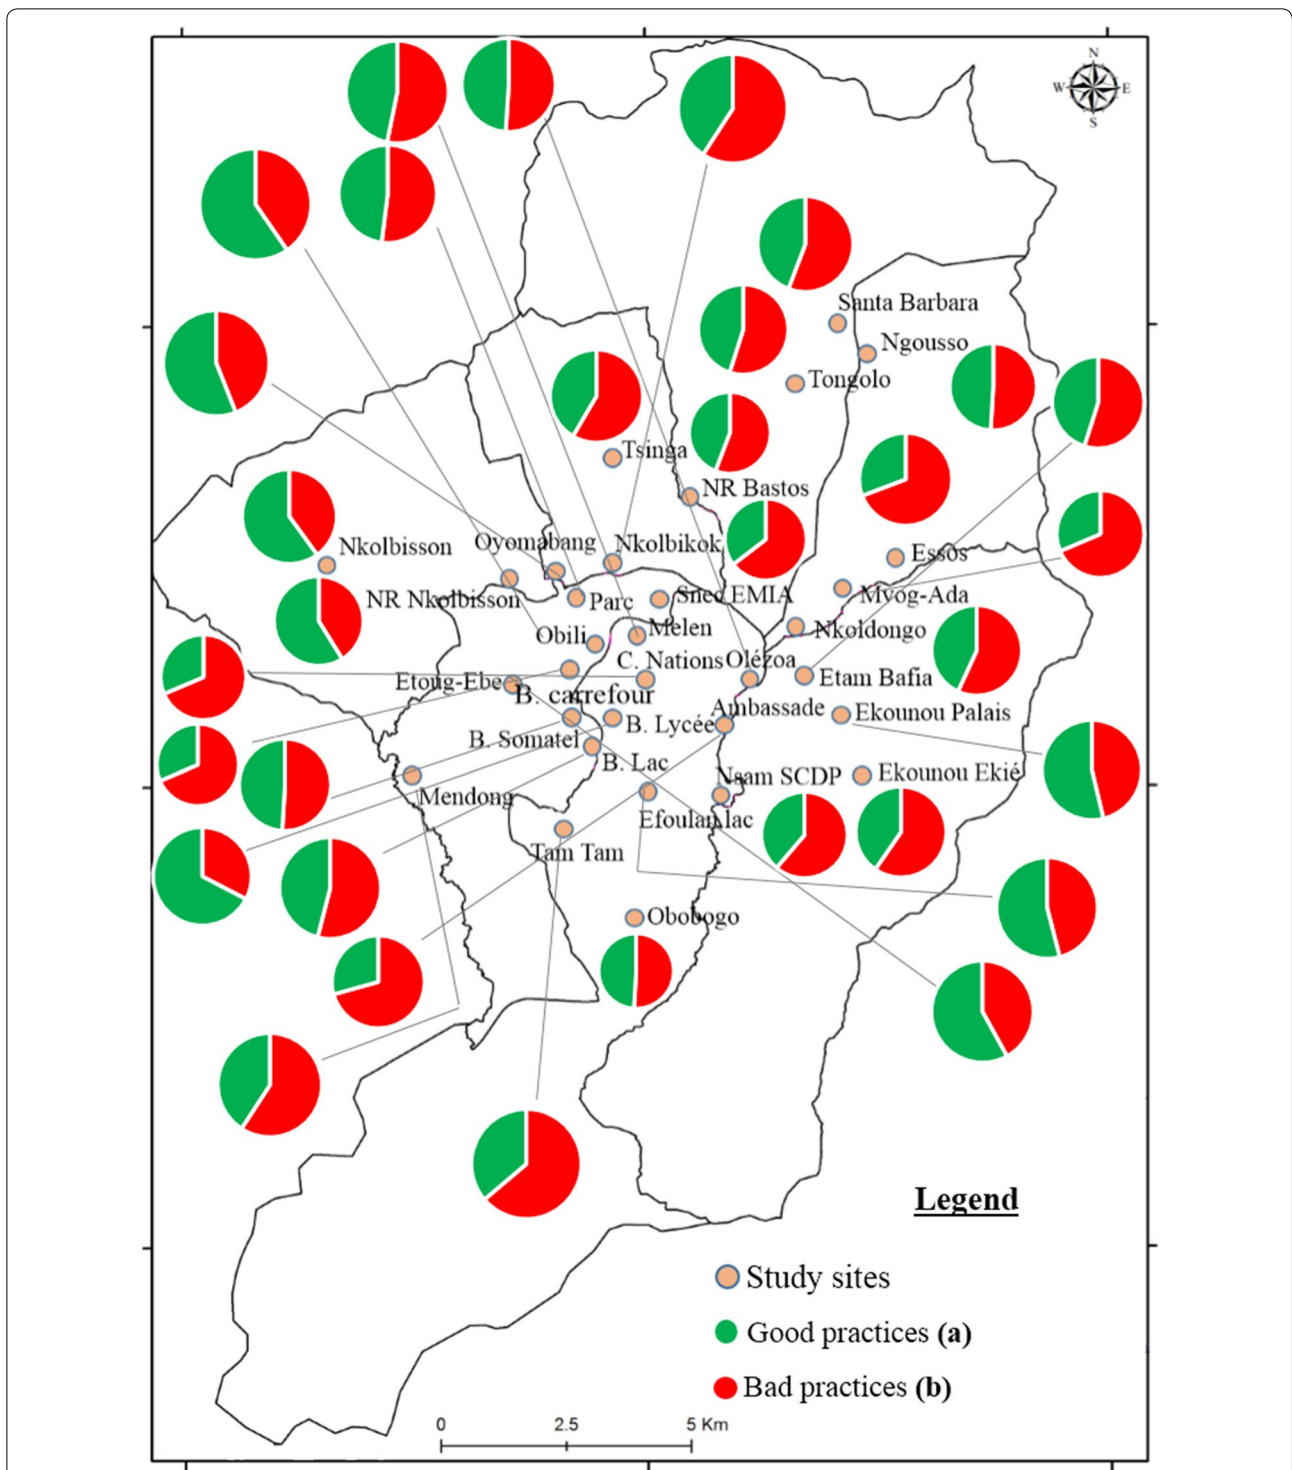 N
W E
S
Santa Barbara
Ngousso
Tongolo
Tsinga
NR Bastos
Oyomabang
Nkolbikok
Nkolbisson
Essos
NR Nkolbisson
Parc
Sned EMIA
Mvog-Ada
Obili
Melen
Nkoldongo
C. Nations
Olézoa
Etoug-Ebe
Etam Bafia
B. carrefour
Ambassade
Ekounou Palais
B. Lycée
B. Somatel
B. Lac
Nsam SCDP
Ekounou Ekié
Mendong
Efoulan lac
Tam Tam
Obobogo
Legend
Study sites
Good practices (a)
Bad practices (b)
0 2.5 5 Km